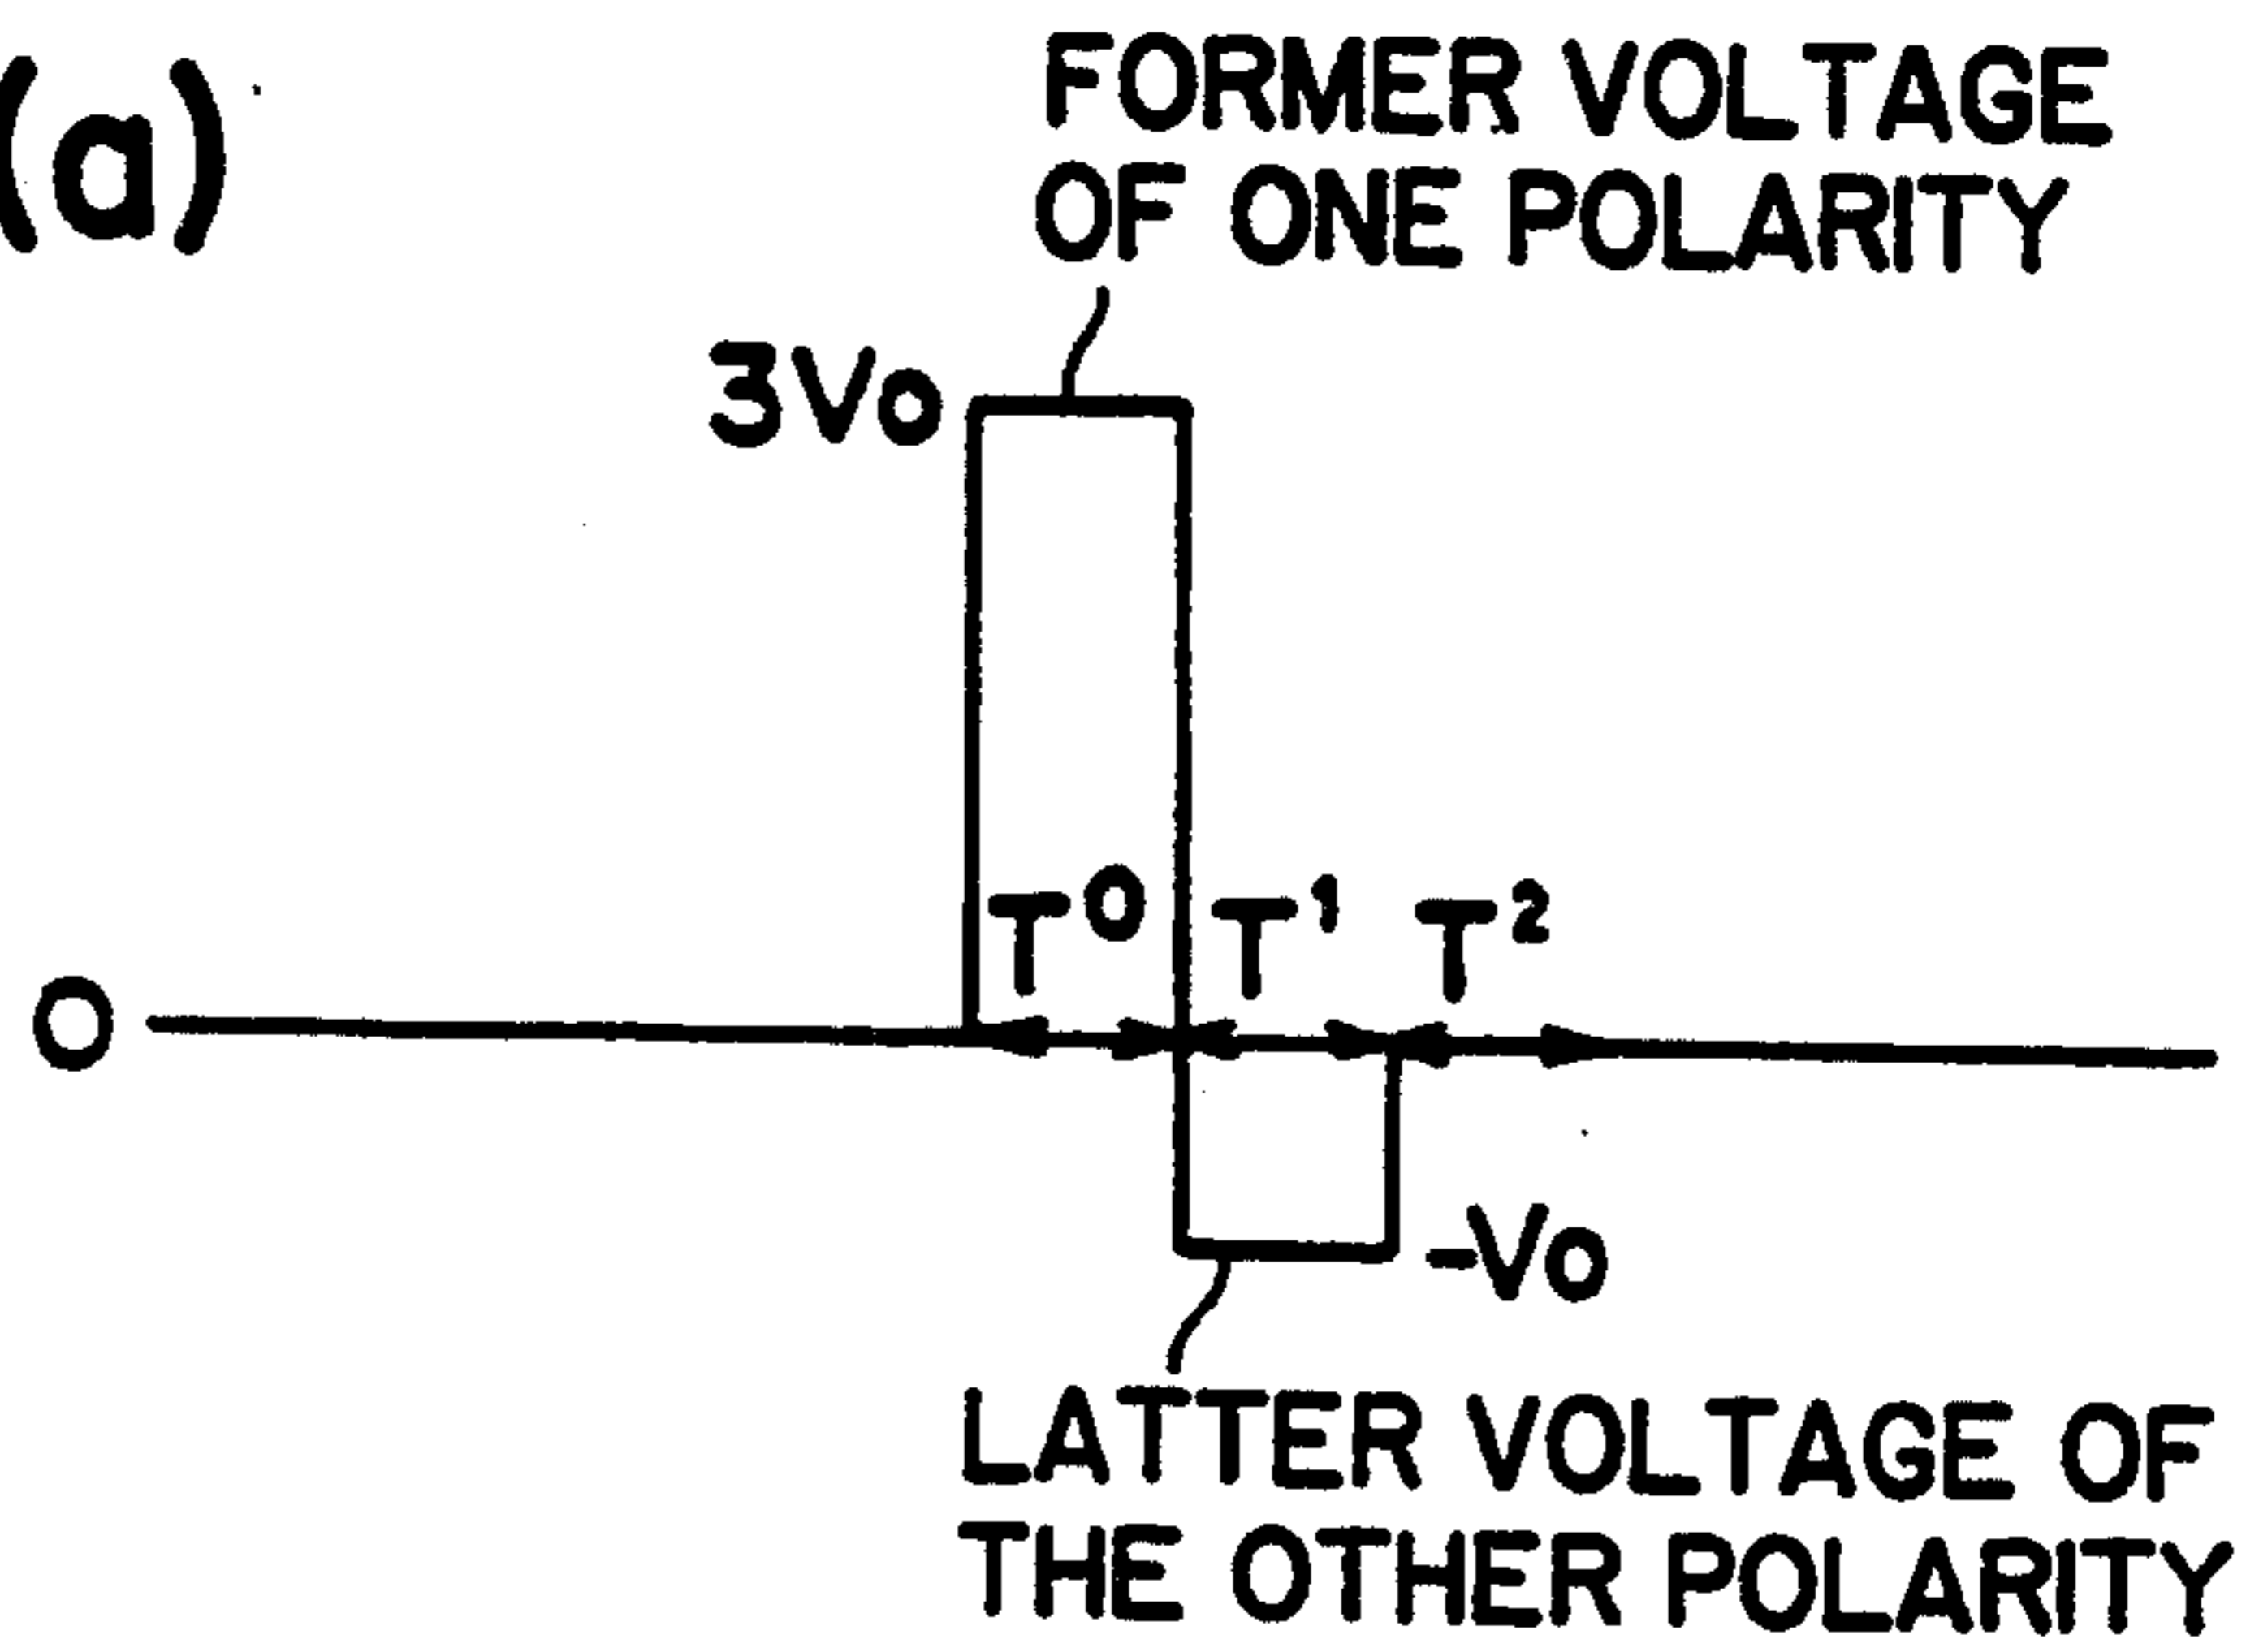 (a)
FORMER VOLTAGE
OF ONE POLARITY
3Vo
T⁰ T¹ T²
O
-Vo
LATTER VOLTAGE OF
THE OTHER POLARITY